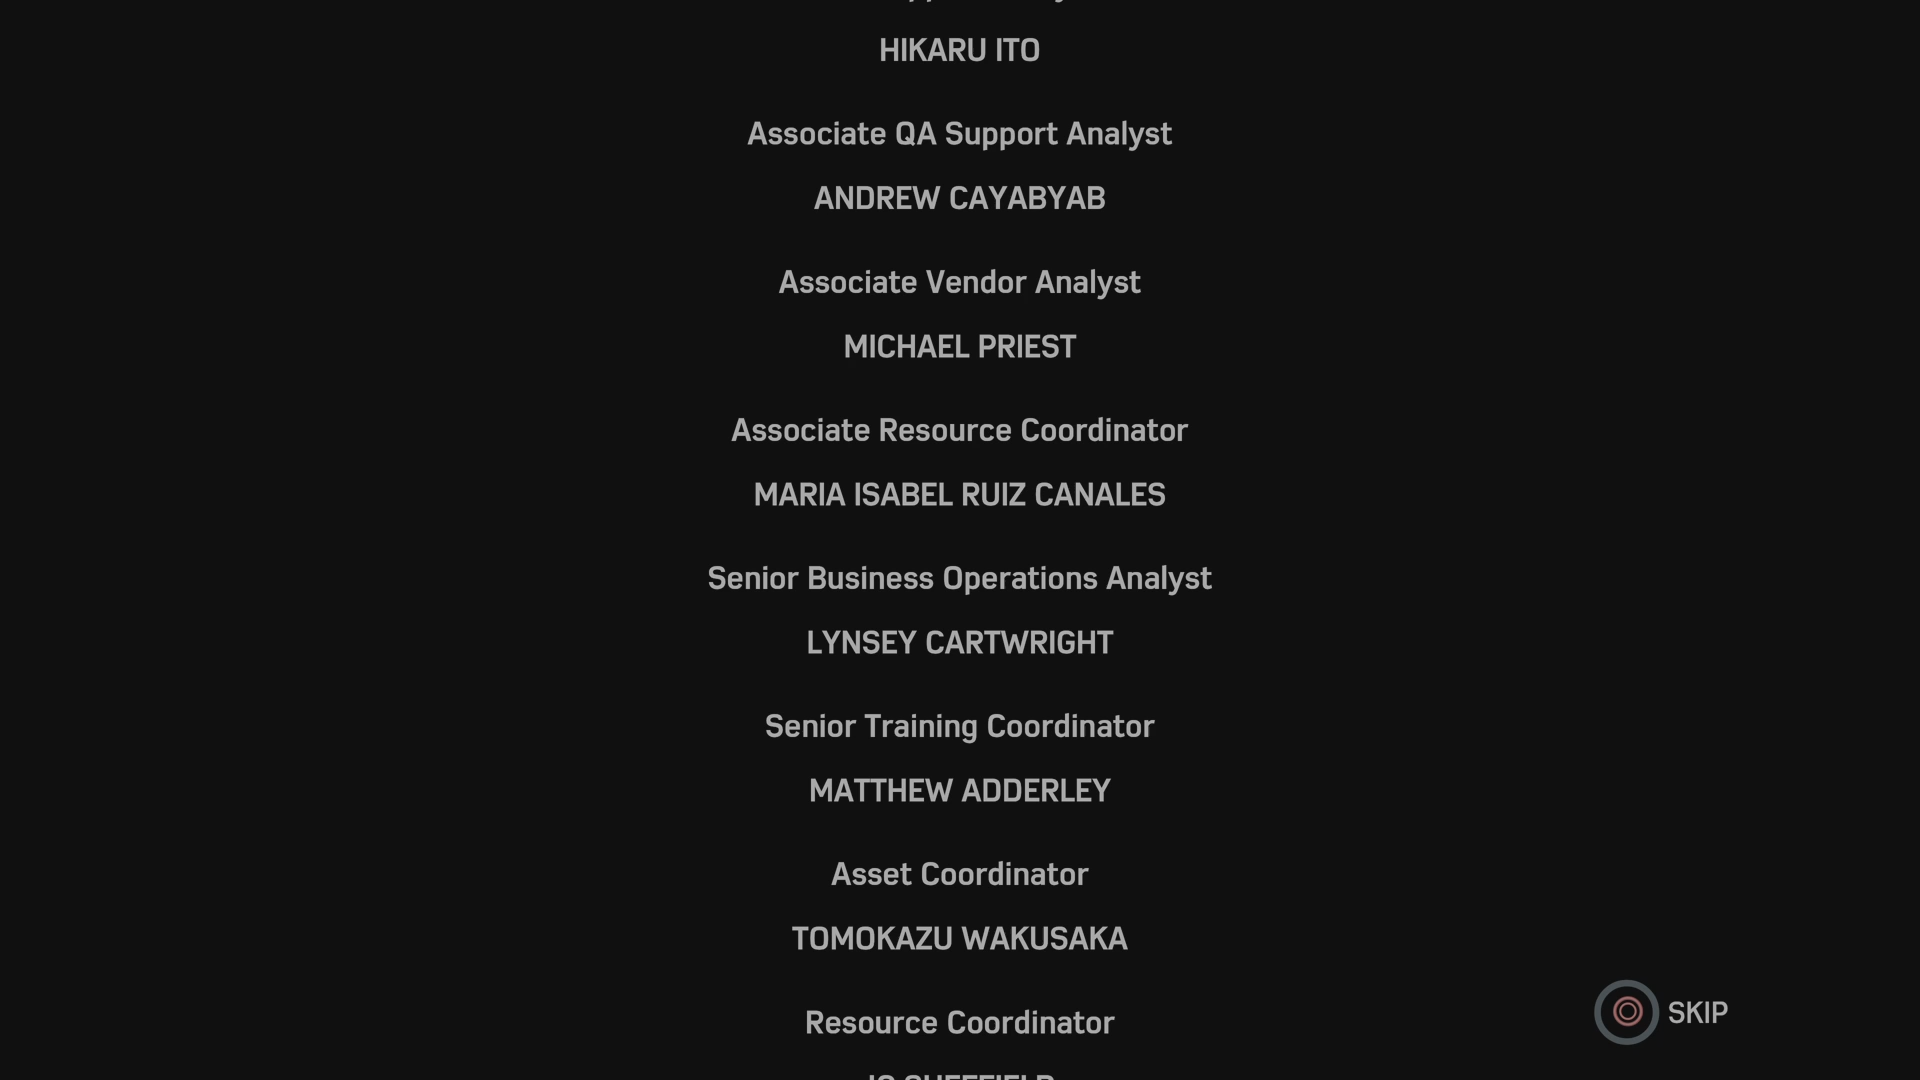 HIKARU ITO
Associate QA Support Analyst
ANDREW CAYABYAB
Associate Vendor Analyst
MICHAEL PRIEST
Associate Resource Coordinator
MARIA ISABEL RUIZ CANALES
Senior Business Operations Analyst
LYNSEY CARTWRIGHT
Senior Training Coordinator
MATTHEW ADDERLEY
Asset Coordinator
TOMOKAZU WAKUSAKA
Resource Coordinator
SKIP